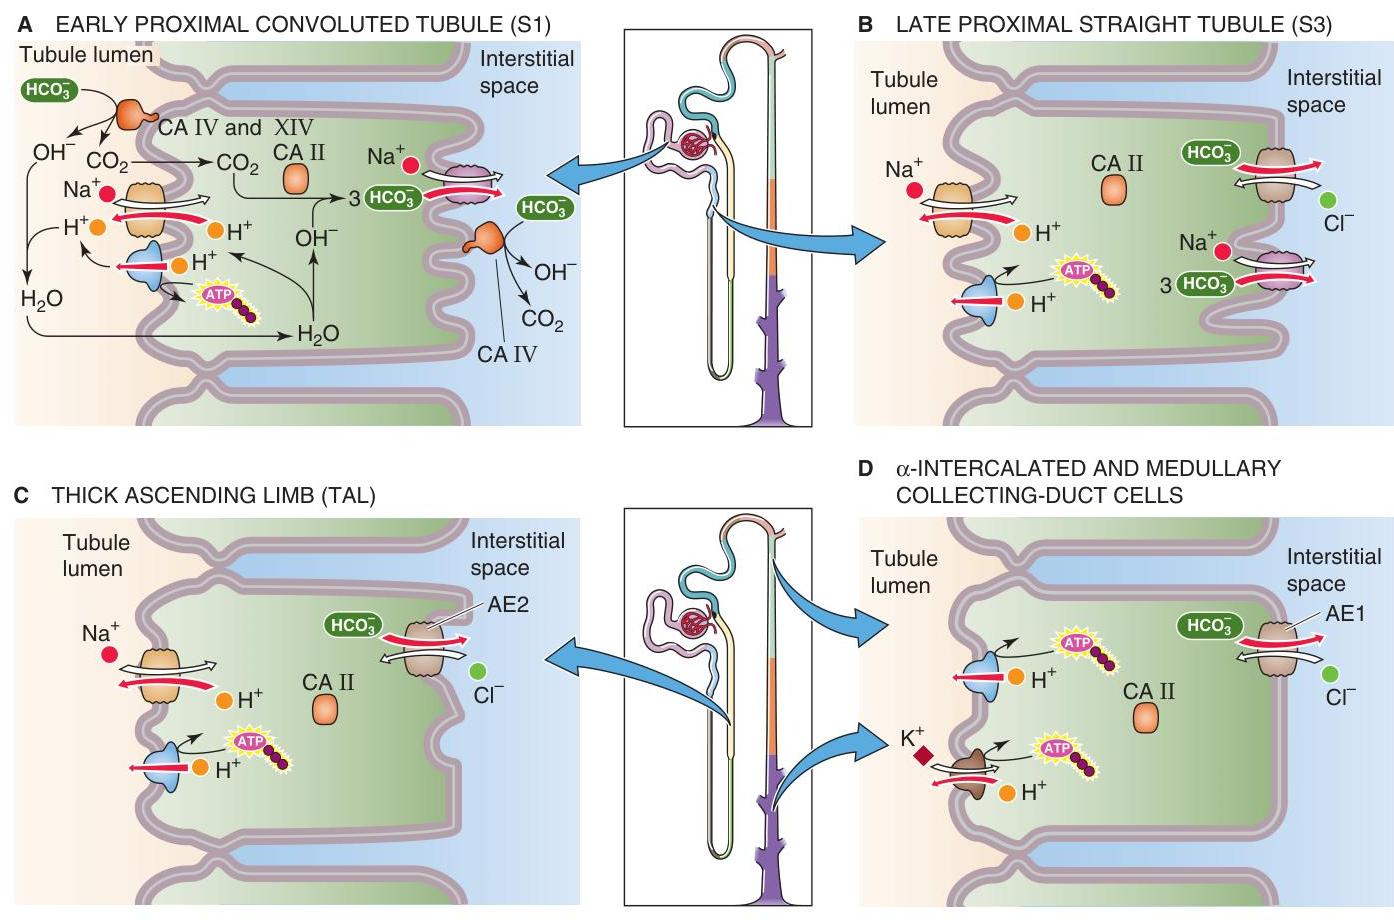 A EARLY PROXIMAL CONVOLUTED TUBULE (S1)
Tubule lumen
Interstitial
space
HCO₃⁻
CA IV and XIV
OH⁻
CO₂
CO₂
CA II
Na⁺
3 HCO₃⁻
HCO₃⁻
Na⁺
H⁺
H⁺
OH⁻
H⁺
OH⁻
ATP
H₂O
H₂O
CO₂
CA IV
B LATE PROXIMAL STRAIGHT TUBULE (S3)
Tubule
lumen
Interstitial
space
HCO₃⁻
Na⁺
CA II
Cl⁻
H⁺
Na⁺
ATP
3 HCO₃⁻
H⁺
C THICK ASCENDING LIMB (TAL)
Tubule
lumen
Interstitial
space
AE2
HCO₃⁻
Na⁺
CA II
Cl⁻
H⁺
ATP
H⁺
D α-INTERCALATED AND MEDULLARY
COLLECTING-DUCT CELLS
Tubule
lumen
Interstitial
space
AE1
HCO₃⁻
ATP
H⁺
CA II
Cl⁻
K⁺
ATP
H⁺